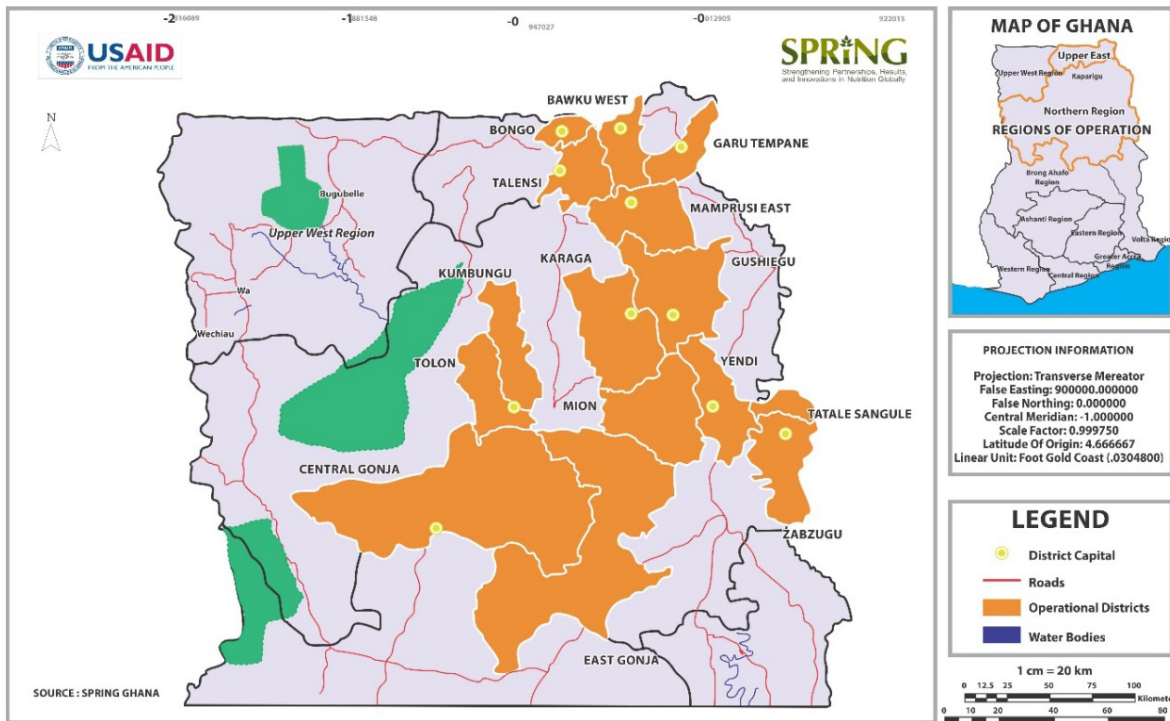 -2 816089
-1 881548
-0 947027
-0 012905
922015
USAID
FROM THE AMERICAN PEOPLE
SPRING
Strengthening Partnerships, Results,
and Innovations in Nutrition Globally
N
BAWKU WEST
BONGO
GARU TEMPANE
TALENSI
Bugubelle
MAMPRUSI EAST
Upper West Region
KARAGA
GUSHIEGU
KUMBUNGU
Wa
Wechiau
TOLON
YENDI
MION
TATALE SANGULE
CENTRAL GONJA
ZABZUGU
EAST GONJA
SOURCE : SPRING GHANA
MAP OF GHANA
Upper East
Upper West Region
Kaparigu
Northern Region
REGIONS OF OPERATION
Brong Ahafo
Region
Ashanti Region
Eastern Region
Volta Regio
Greater Accra
Region
Western Region
Central Region
PROJECTION INFORMATION
Projection: Transverse Mereator
False Easting: 900000.000000
False Northing: 0.000000
Central Meridian: -1.000000
Scale Factor: 0.999750
Latitude Of Origin: 4.666667
Linear Unit: Foot Gold Coast (.0304800)
LEGEND
District Capital
Roads
Operational Districts
Water Bodies
1 cm = 20 km
0 12.5 25 50 75 100
Kilomete
0 10 20 40 60 80